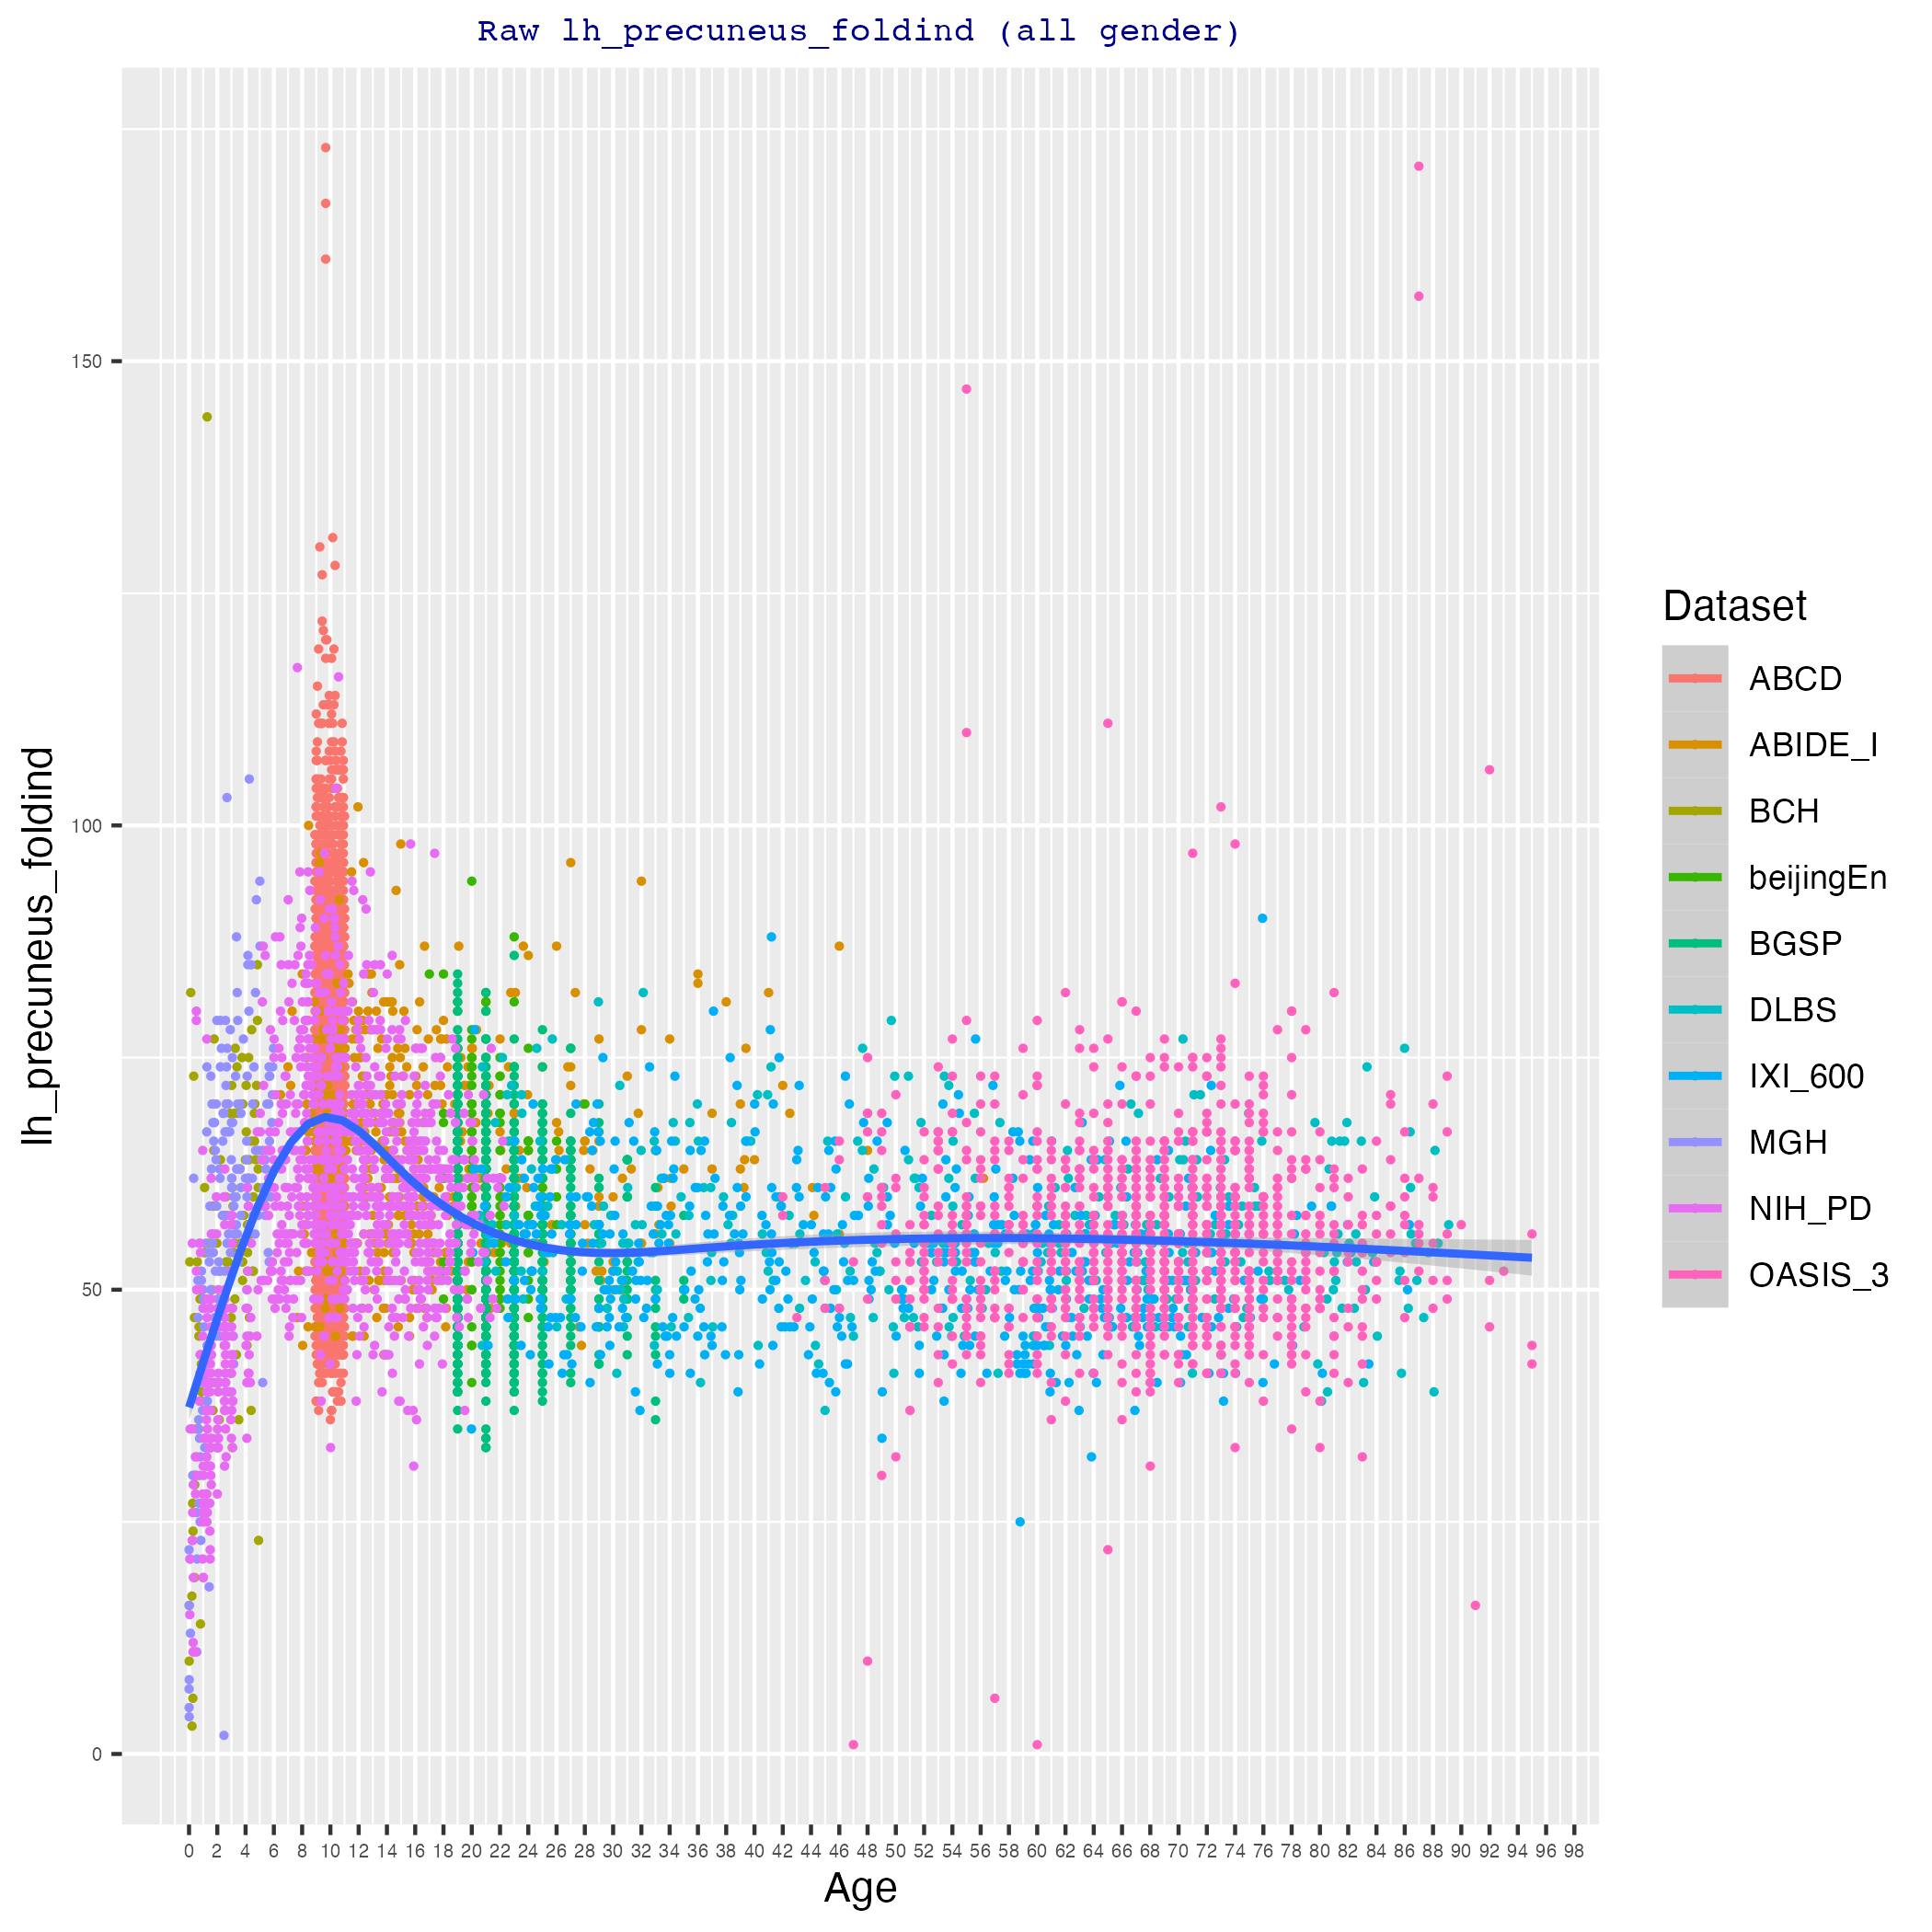 Raw lh_precuneus_foldind (all gender)
lh_precuneus_foldind
150
100
50
0
0 2 4 6 8 10 12 14 16 18 20 22 24 26 28 30 32 34 36 38 40 42 44 46 48 50 52 54 56 58 60 62 64 66 68 70 72 74 76 78 80 82 84 86 88 90 92 94 96 98
Age
Dataset
ABCD
ABIDE_I
BCH
beijingEn
BGSP
DLBS
IXI_600
MGH
NIH_PD
OASIS_3